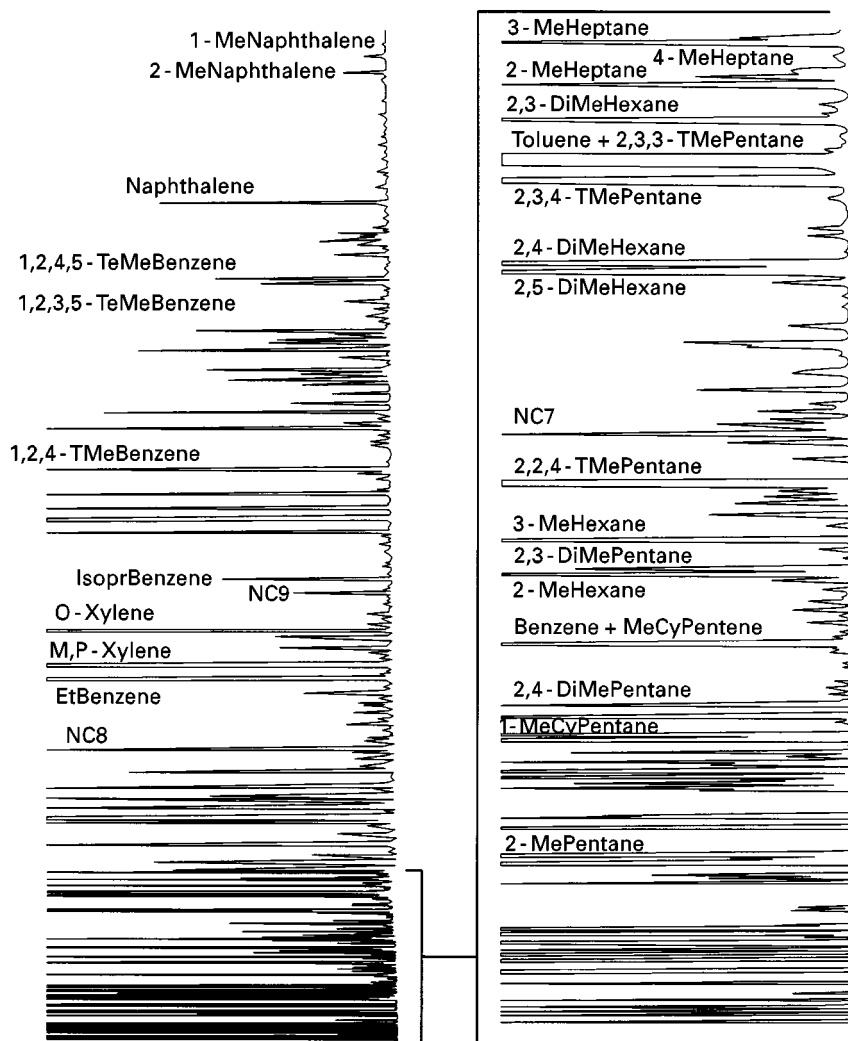 1-MeNaphthalene
2-MeNaphthalene
Naphthalene
1,2,4,5-TeMeBenzene
1,2,3,5-TeMeBenzene
1,2,4-TMeBenzene
IsoprBenzene
NC9
O-Xylene
M,P-Xylene
EtBenzene
NC8
3-MeHeptane
4-MeHeptane
2-MeHeptane
2,3-DiMeHexane
Toluene + 2,3,3-TMePentane
2,3,4-TMePentane
2,4-DiMeHexane
2,5-DiMeHexane
NC7
2,2,4-TMePentane
3-MeHexane
2,3-DiMePentane
2-MeHexane
Benzene + MeCyPentene
2,4-DiMePentane
1-MeCyPentane
2-MePentane